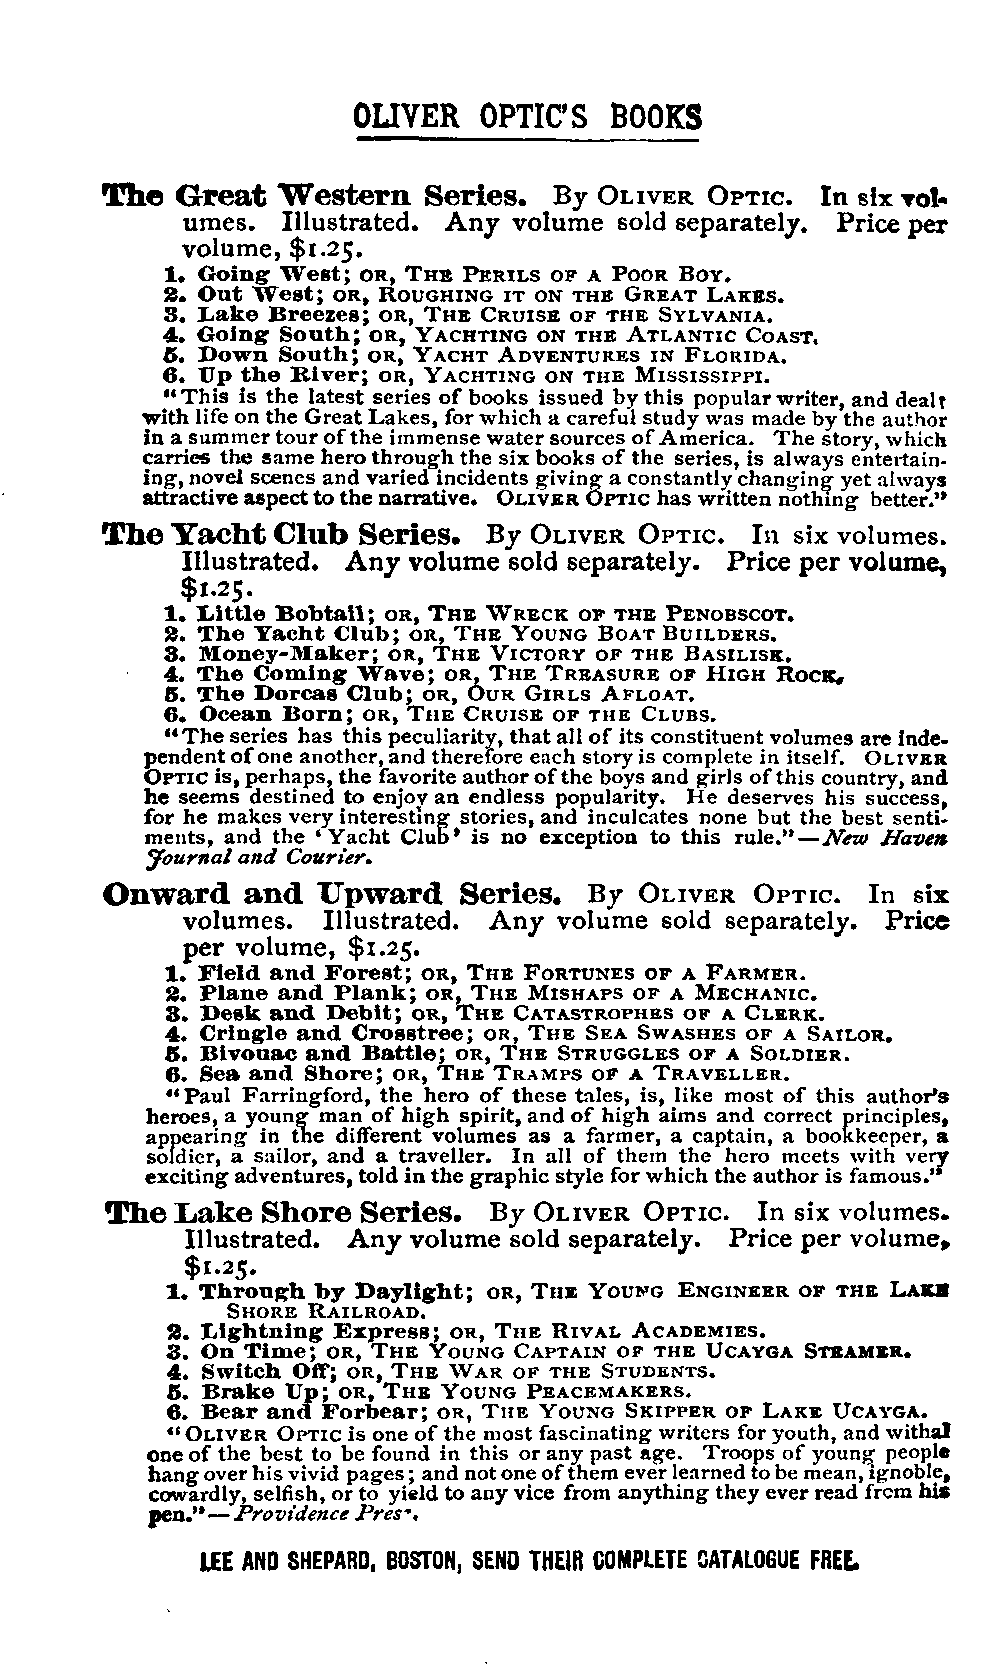 OLIVER OPTIC'S BOOKS
The Great Western Series. By OLIVER OPTIC. In six vol-
umes. Illustrated. Any volume sold separately. Price per
volume, $1.25.
1. Going West; OR, THE PERILS OF A POOR BOY.
2. Out West; OR, ROUGHING IT ON THE GREAT LAKES.
3. Lake Breezes; OR, THE CRUISE OF THE SYLVANIA.
4. Going South; OR, YACHTING ON THE ATLANTIC COAST.
5. Down South; OR, YACHT ADVENTURES IN FLORIDA.
6. Up the River; OR, YACHTING ON THE MISSISSIPPI.
"This is the latest series of books issued by this popular writer, and dealt
with life on the Great Lakes, for which a careful study was made by the author
in a summer tour of the immense water sources of America. The story, which
carries the same hero through the six books of the series, is always entertain-
ing, novel scenes and varied incidents giving a constantly changing yet always
attractive aspect to the narrative. OLIVER OPTIC has written nothing better."
The Yacht Club Series. By OLIVER OPTIC. In six volumes.
Illustrated. Any volume sold separately. Price per volume,
$1.25.
1. Little Bobtail; OR, THE WRECK OF THE PENOBSCOT.
2. The Yacht Club; OR, THE YOUNG BOAT BUILDERS.
3. Money-Maker; OR, THE VICTORY OF THE BASILISK.
4. The Coming Wave; OR, THE TREASURE OF HIGH ROCK.
5. The Dorcas Club; OR, OUR GIRLS AFLOAT.
6. Ocean Born; OR, THE CRUISE OF THE CLUBS.
"The series has this peculiarity, that all of its constituent volumes are inde-
pendent of one another, and therefore each story is complete in itself. OLIVER
OPTIC is, perhaps, the favorite author of the boys and girls of this country, and
he seems destined to enjoy an endless popularity. He deserves his success,
for he makes very interesting stories, and inculcates none but the best senti-
ments, and the 'Yacht Club' is no exception to this rule."—New Haven
Journal and Courier.
Onward and Upward Series. By OLIVER OPTIC. In six
volumes. Illustrated. Any volume sold separately. Price
per volume, $1.25.
1. Field and Forest; OR, THE FORTUNES OF A FARMER.
2. Plane and Plank; OR, THE MISHAPS OF A MECHANIC.
3. Desk and Debit; OR, THE CATASTROPHES OF A CLERK.
4. Cringle and Crosstree; OR, THE SEA SWASHES OF A SAILOR.
5. Bivouac and Battle; OR, THE STRUGGLES OF A SOLDIER.
6. Sea and Shore; OR, THE TRAMPS OF A TRAVELLER.
"Paul Farringford, the hero of these tales, is, like most of this author's
heroes, a young man of high spirit, and of high aims and correct principles,
appearing in the different volumes as a farmer, a captain, a bookkeeper, a
soldier, a sailor, and a traveller. In all of them the hero meets with very
exciting adventures, told in the graphic style for which the author is famous."
The Lake Shore Series. By OLIVER OPTIC. In six volumes.
Illustrated. Any volume sold separately. Price per volume,
$1.25.
1. Through by Daylight; OR, THE YOUNG ENGINEER OF THE LAKE
SHORE RAILROAD.
2. Lightning Express; OR, THE RIVAL ACADEMIES.
3. On Time; OR, THE YOUNG CAPTAIN OF THE UCAYGA STEAMER.
4. Switch Off; OR, THE WAR OF THE STUDENTS.
5. Brake Up; OR, THE YOUNG PEACEMAKERS.
6. Bear and Forbear; OR, THE YOUNG SKIPPER OF LAKE UCAYGA.
"OLIVER OPTIC is one of the most fascinating writers for youth, and withal
one of the best to be found in this or any past age. Troops of young people
hang over his vivid pages; and not one of them ever learned to be mean, ignoble,
cowardly, selfish, or to yield to any vice from anything they ever read from his
pen."—Providence Press.
LEE AND SHEPARD, BOSTON, SEND THEIR COMPLETE CATALOGUE FREE.